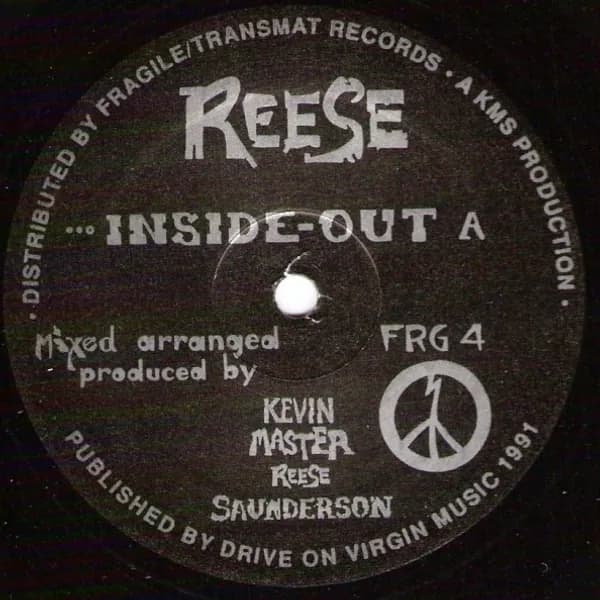 · DISTRIBUTED BY FRAGILE/TRANSMAT RECORDS · A KMS PRODUCTION ·
REESE
... INSIDE-OUT A
Mixed arranged
produced by
FRG 4
KEVIN
MASTER
REESE
SAUNDERSON
PUBLISHED BY DRIVE ON VIRGIN MUSIC 1991